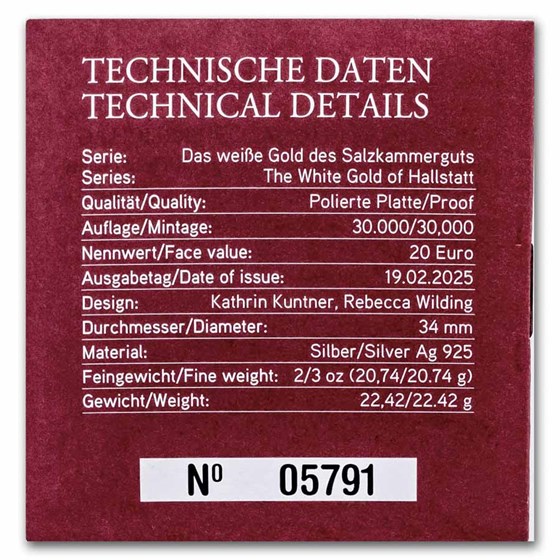 TECHNISCHE DATEN
TECHNICAL DETAILS
Serie: Das weiße Gold des Salzkammerguts
Series: The White Gold of Hallstatt
Qualität/Quality: Polierte Platte/Proof
Auflage/Mintage: 30.000/30,000
Nennwert/Face value: 20 Euro
Ausgabetag/Date of issue: 19.02.2025
Design: Kathrin Kuntner, Rebecca Wilding
Durchmesser/Diameter: 34 mm
Material: Silber/Silver Ag 925
Feingewicht/Fine weight: 2/3 oz (20,74/20.74 g)
Gewicht/Weight: 22,42/22.42 g
Nº 05791